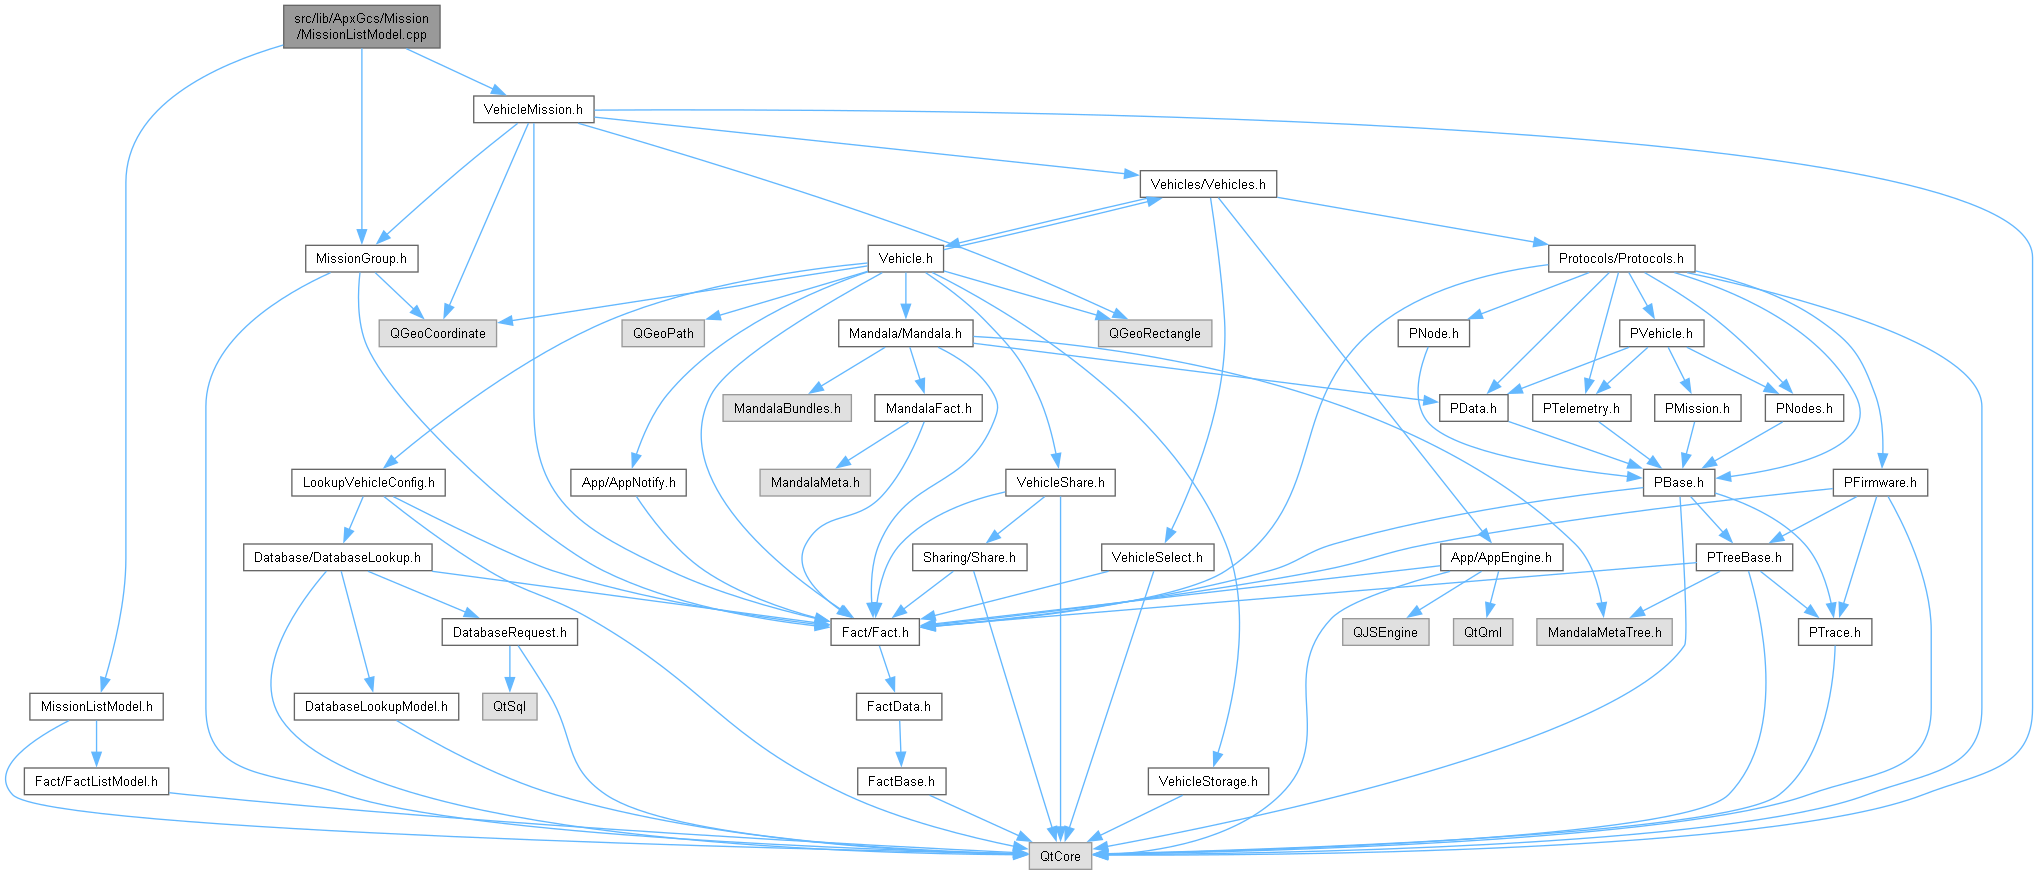 src/lib/ApxGcs/Mission
/MissionListModel.cpp
VehicleMission.h
Vehicles/Vehicles.h
MissionGroup.h
Vehicle.h
Protocols/Protocols.h
QGeoCoordinate
QGeoPath
Mandala/Mandala.h
QGeoRectangle
PNode.h
PVehicle.h
MandalaBundles.h
MandalaFact.h
PData.h
PTelemetry.h
PMission.h
PNodes.h
LookupVehicleConfig.h
App/AppNotify.h
MandalaMeta.h
VehicleShare.h
PBase.h
PFirmware.h
Database/DatabaseLookup.h
Sharing/Share.h
VehicleSelect.h
App/AppEngine.h
PTreeBase.h
DatabaseRequest.h
Fact/Fact.h
QJSEngine
QtQml
MandalaMetaTree.h
PTrace.h
MissionListModel.h
DatabaseLookupModel.h
QtSql
FactData.h
Fact/FactListModel.h
FactBase.h
VehicleStorage.h
QtCore